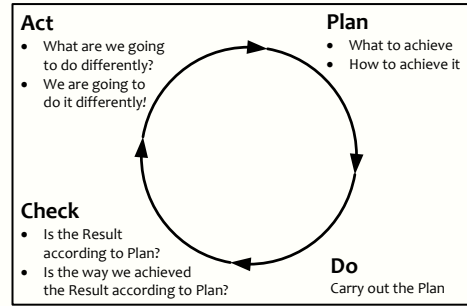 Act
• What are we going
to do differently?
• We are going to
do it differently!
Plan
• What to achieve
• How to achieve it
Check
• Is the Result
according to Plan?
• Is the way we achieved
the Result according to Plan?
Do
Carry out the Plan